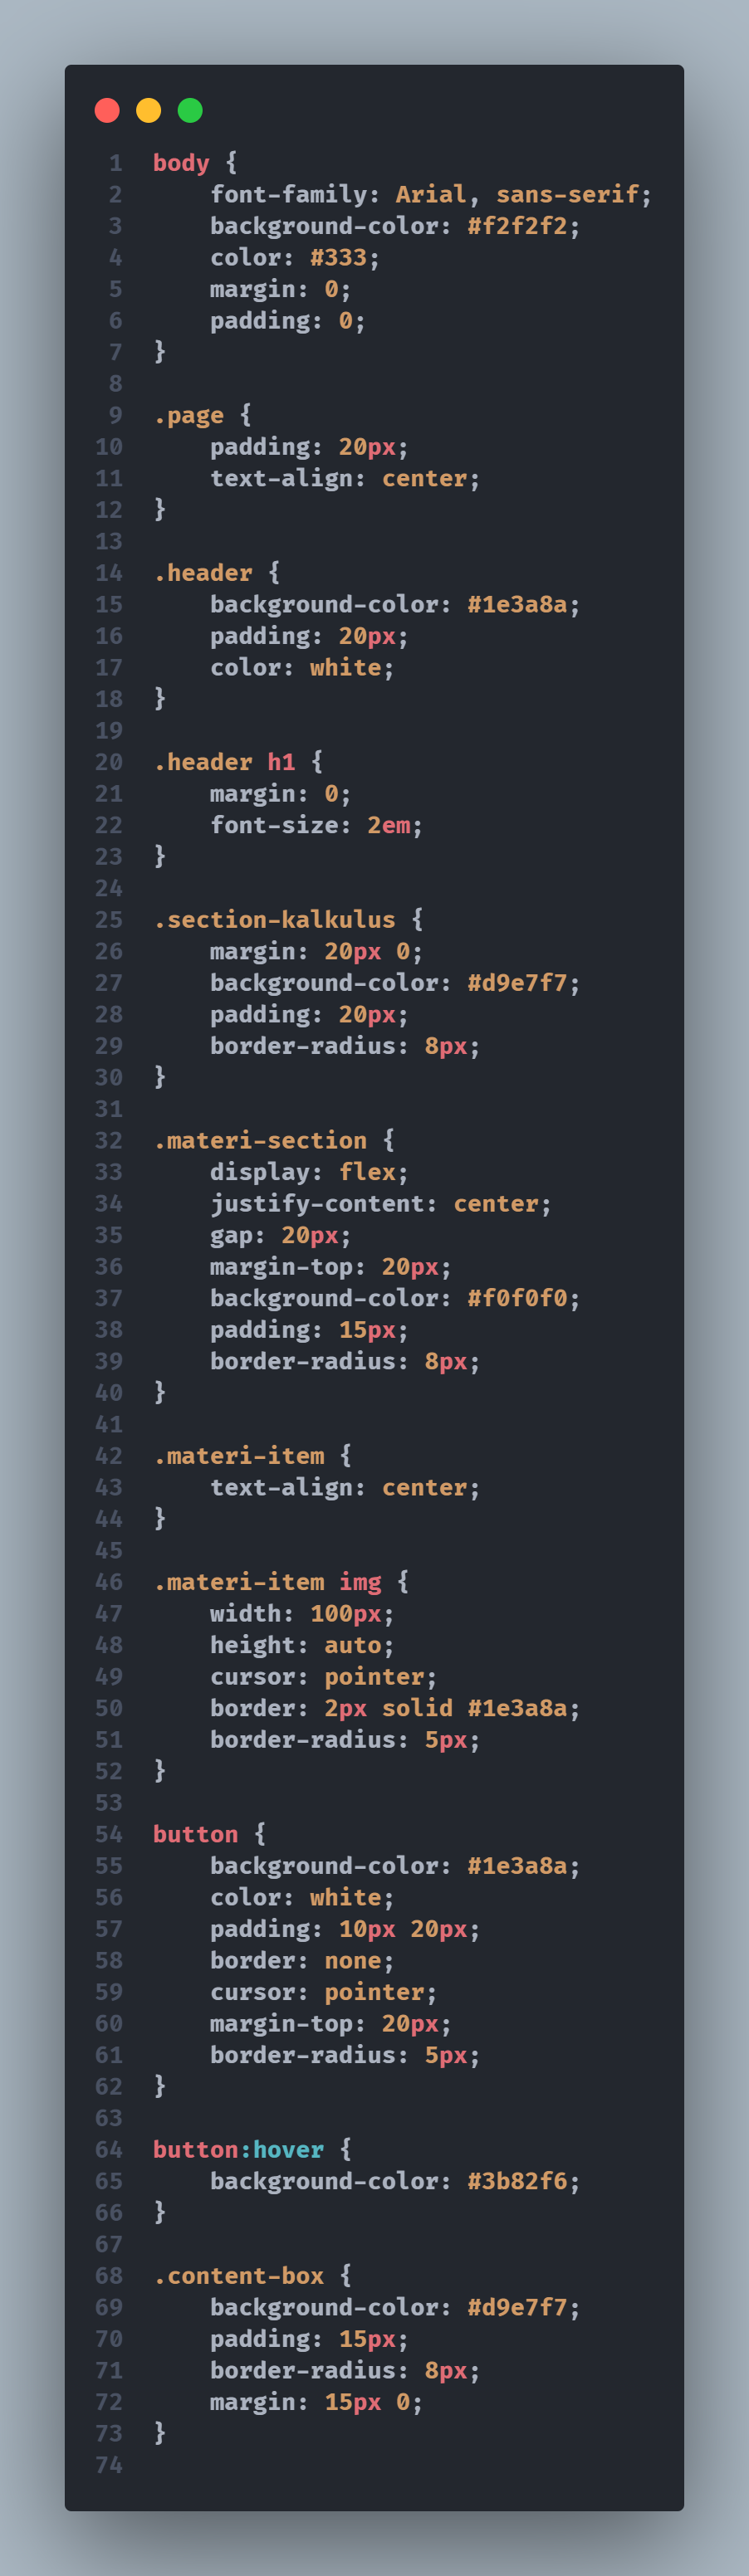 1 body {
2     font-family: Arial, sans-serif;
3     background-color: #f2f2f2;
4     color: #333;
5     margin: 0;
6     padding: 0;
7 }
8
9 .page {
10     padding: 20px;
11     text-align: center;
12 }
13
14 .header {
15     background-color: #1e3a8a;
16     padding: 20px;
17     color: white;
18 }
19
20 .header h1 {
21     margin: 0;
22     font-size: 2em;
23 }
24
25 .section-kalkulus {
26     margin: 20px 0;
27     background-color: #d9e7f7;
28     padding: 20px;
29     border-radius: 8px;
30 }
31
32 .materi-section {
33     display: flex;
34     justify-content: center;
35     gap: 20px;
36     margin-top: 20px;
37     background-color: #f0f0f0;
38     padding: 15px;
39     border-radius: 8px;
40 }
41
42 .materi-item {
43     text-align: center;
44 }
45
46 .materi-item img {
47     width: 100px;
48     height: auto;
49     cursor: pointer;
50     border: 2px solid #1e3a8a;
51     border-radius: 5px;
52 }
53
54 button {
55     background-color: #1e3a8a;
56     color: white;
57     padding: 10px 20px;
58     border: none;
59     cursor: pointer;
60     margin-top: 20px;
61     border-radius: 5px;
62 }
63
64 button:hover {
65     background-color: #3b82f6;
66 }
67
68 .content-box {
69     background-color: #d9e7f7;
70     padding: 15px;
71     border-radius: 8px;
72     margin: 15px 0;
73 }
74